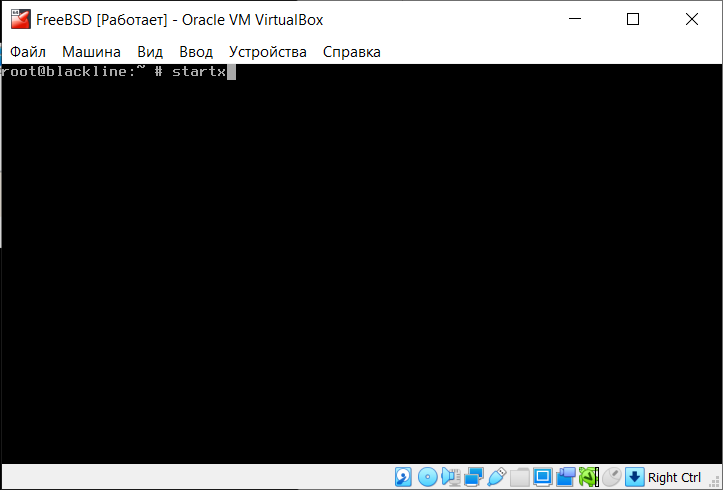 FreeBSD [Работает] - Oracle VM VirtualBox
Файл Машина Вид Ввод Устройства Справка
root@blackline:~ # startx
Right Ctrl